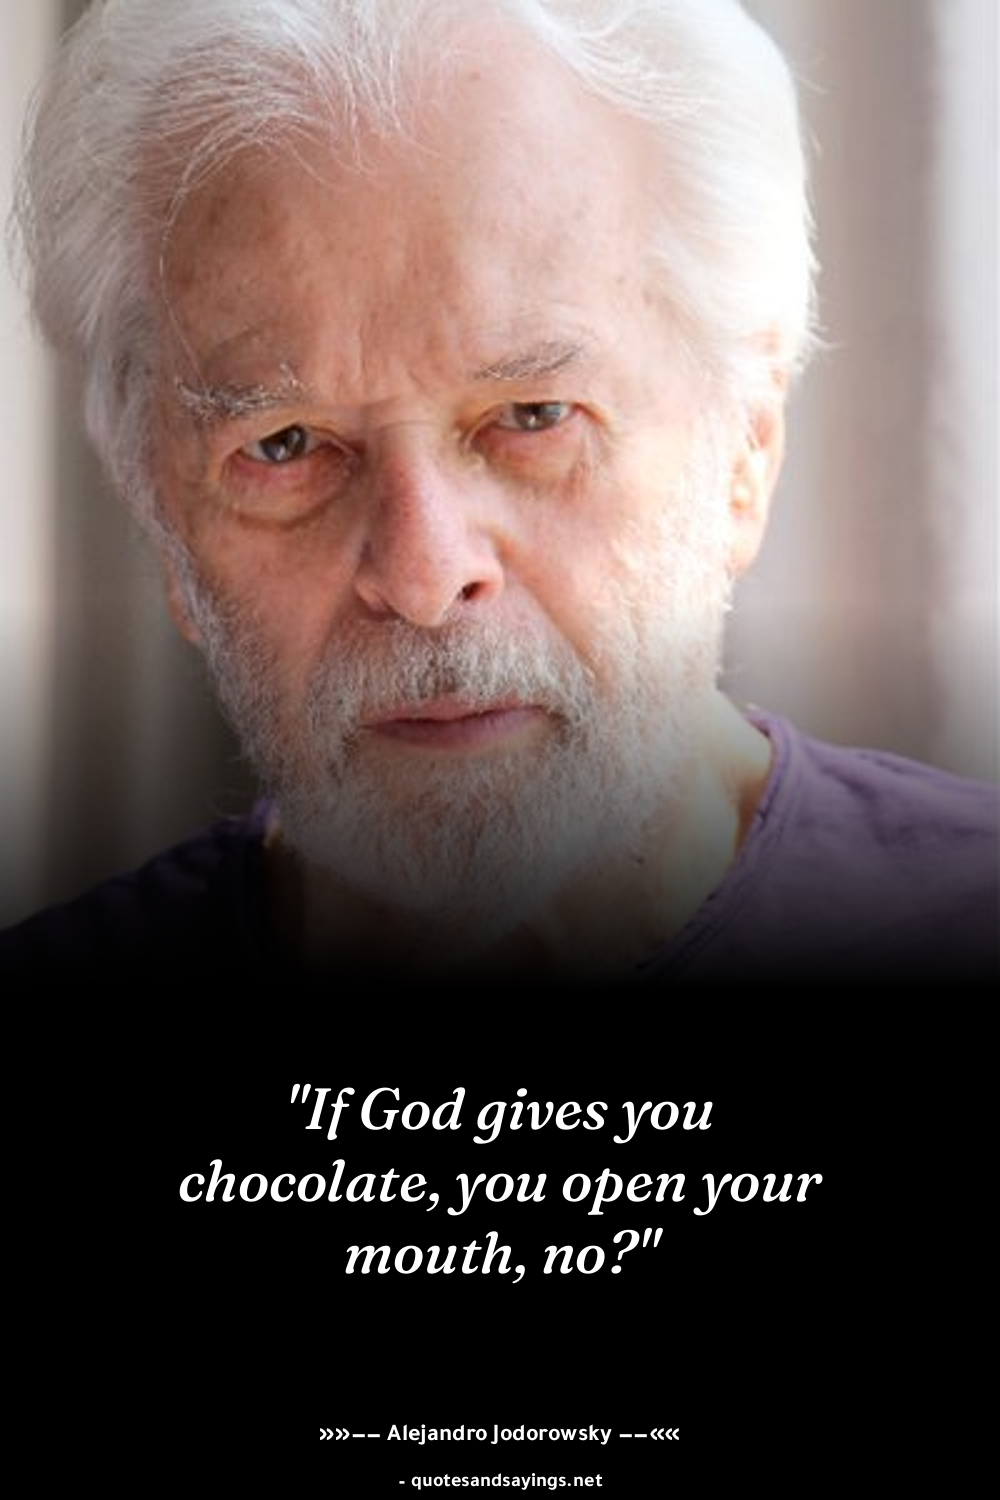 "If God gives you
chocolate, you open your
mouth, no?"
»»−− Alejandro Jodorowsky −−««
- quotesandsayings.net